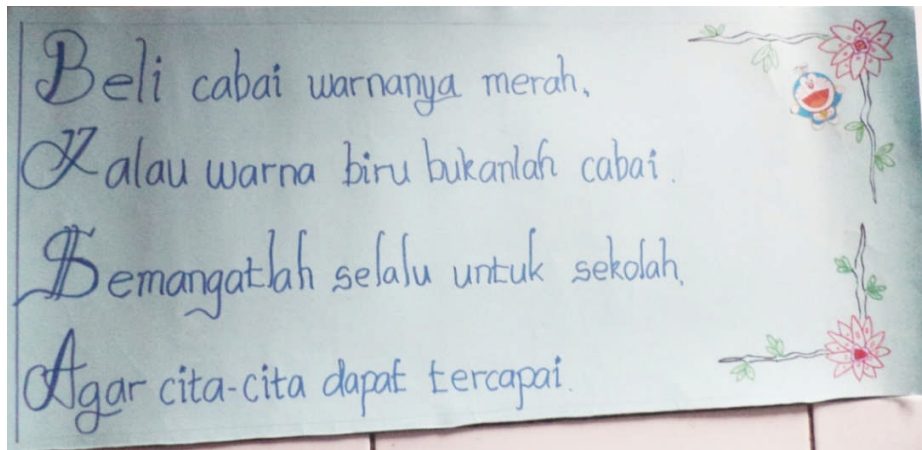 Beli cabai warnanya merah,
Kalau warna biru bukanlah cabai.
Semangatlah selalu untuk sekolah,
Agar cita-cita dapat tercapai.